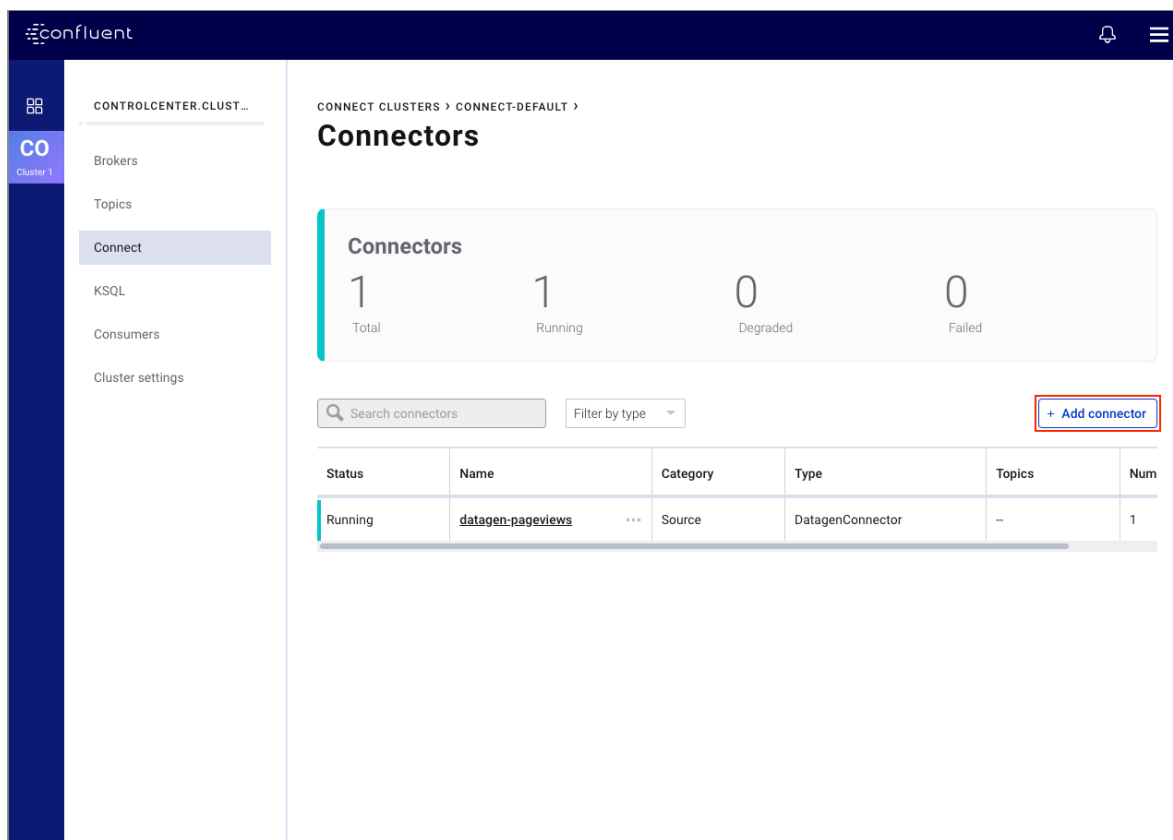 confluent
CO
Cluster 1
CONTROLCENTER.CLUST...
Brokers
Topics
Connect
KSQL
Consumers
Cluster settings
CONNECT CLUSTERS > CONNECT-DEFAULT >
Connectors
Connectors
1 1 0 0
Total Running Degraded Failed
Search connectors Filter by type + Add connector
Status Name Category Type Topics Num
Running datagen-pageviews ... Source DatagenConnector -- 1